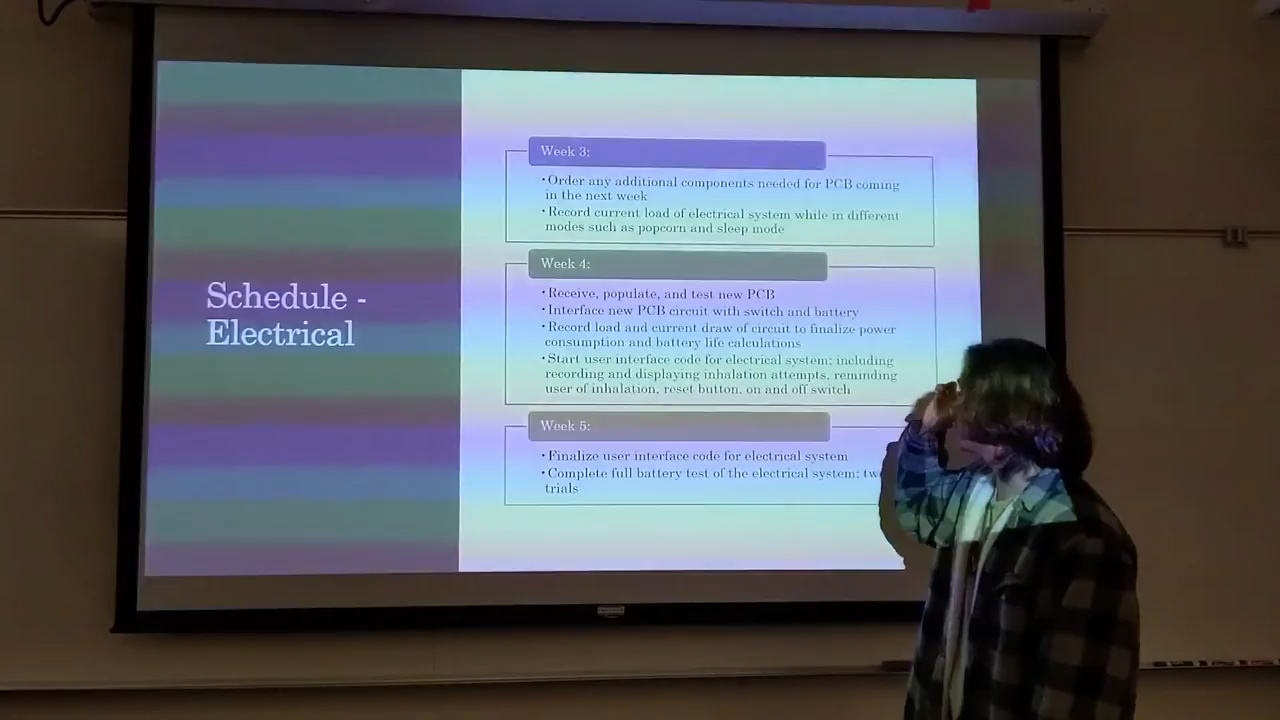 Schedule -
Electrical
Week 3:
•Order any additional components needed for PCB coming
in the next week
•Record current load of electrical system while in different
modes such as popcorn and sleep mode
Week 4:
•Receive, populate, and test new PCB
•Interface new PCB circuit with switch and battery
•Record load and current draw of circuit to finalize power
consumption and battery life calculations
•Start user interface code for electrical system; including
recording and displaying inhalation attempts, reminding
user of inhalation, reset button, on and off switch
Week 5:
•Finalize user interface code for electrical system
•Complete full battery test of the electrical system;
trials